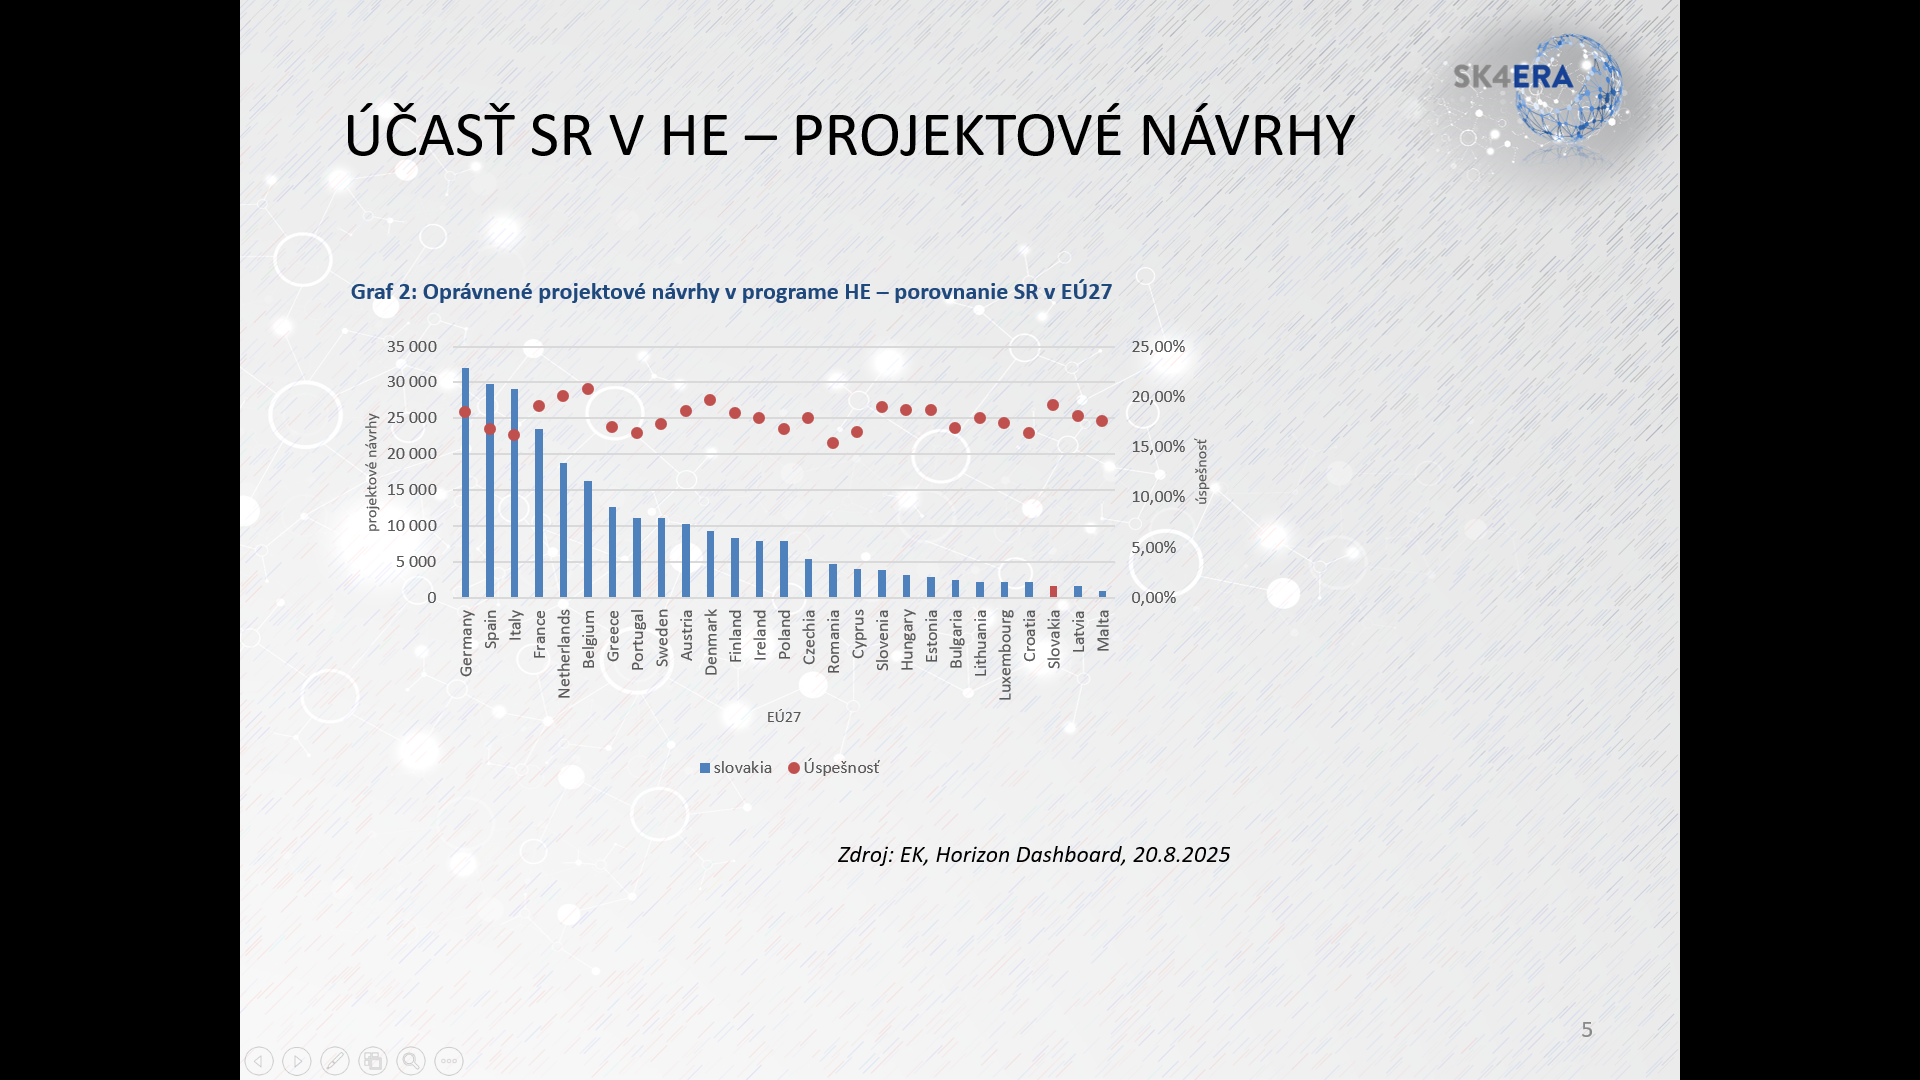 SK4ERA
ÚČASŤ SR V HE – PROJEKTOVÉ NÁVRHY
Graf 2: Oprávnené projektové návrhy v programe HE – porovnanie SR v EÚ27
35 000
30 000
25 000
20 000
15 000
10 000
5 000
0
projektové návrhy
25,00%
20,00%
15,00%
10,00%
5,00%
0,00%
úspešnosť
Germany
Spain
Italy
France
Netherlands
Belgium
Greece
Portugal
Sweden
Austria
Denmark
Finland
Ireland
Poland
Czechia
Romania
Cyprus
Slovenia
Hungary
Estonia
Bulgaria
Lithuania
Luxembourg
Croatia
Slovakia
Latvia
Malta
EÚ27
slovakia Úspešnosť
Zdroj: EK, Horizon Dashboard, 20.8.2025
5